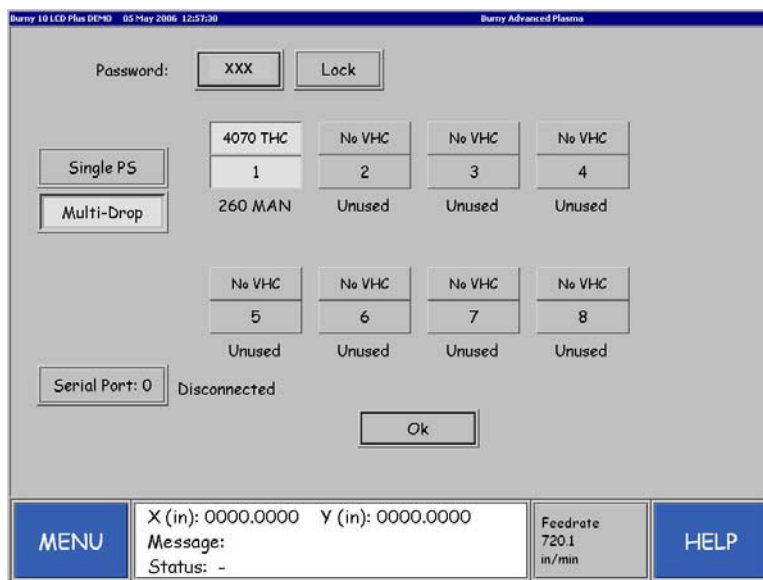 Burny 10 LCD Plus DEMO 05 May 2006 12:57:30 Burny Advanced Plasma
Password: XXX Lock
4070 THC No VHC No VHC No VHC
Single PS 1 2 3 4
Multi-Drop 260 MAN Unused Unused Unused
No VHC No VHC No VHC No VHC
5 6 7 8
Unused Unused Unused Unused
Serial Port: 0 Disconnected
Ok
MENU
X (in): 0000.0000 Y (in): 0000.0000
Message:
Status: -
Feedrate
720.1
in/min
HELP